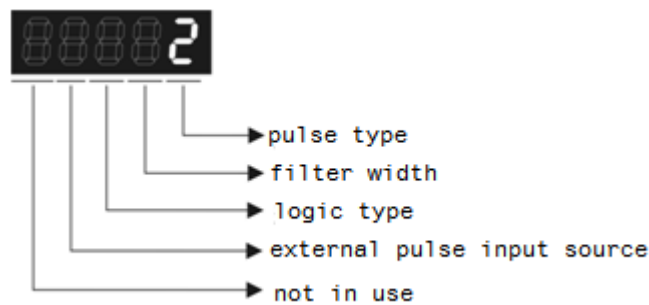 2
pulse type
filter width
logic type
external pulse input source
not in use